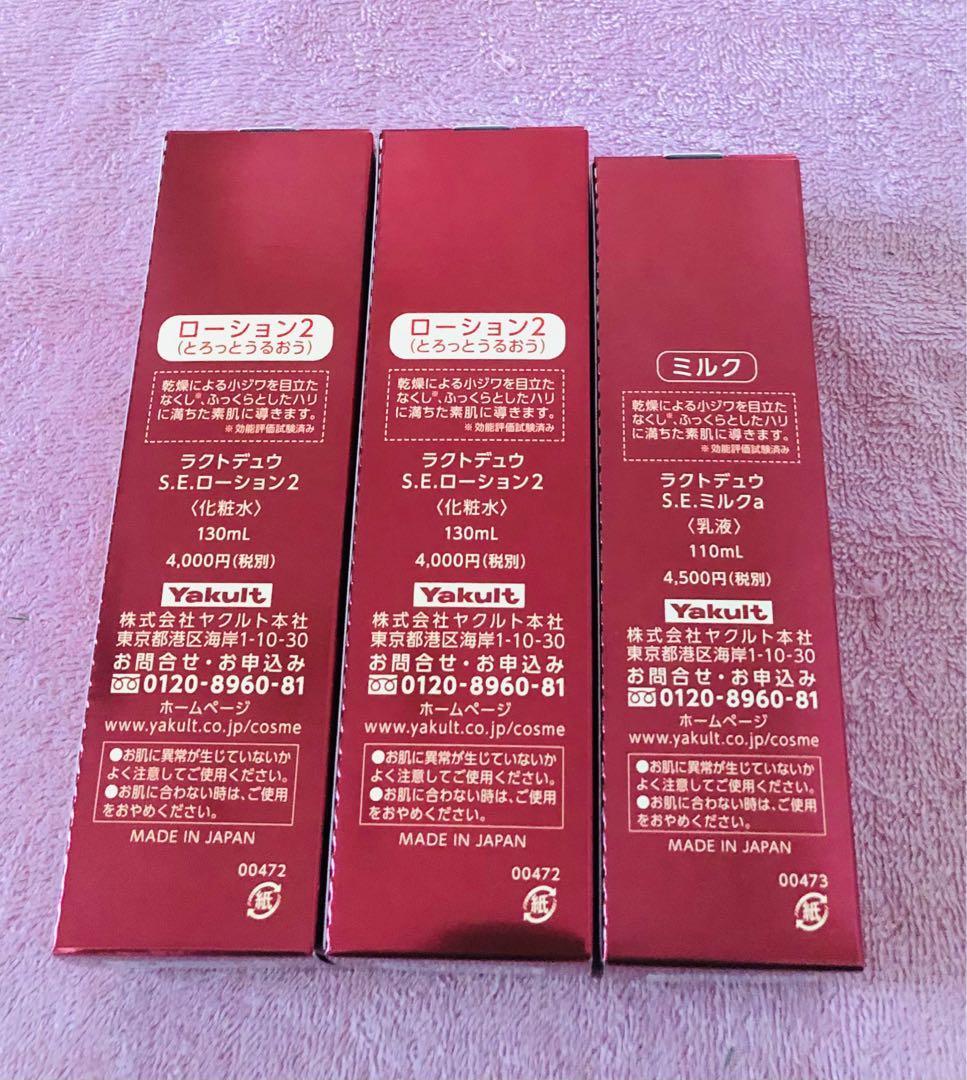 ローション2
(とろっとうるおう)
乾燥による小ジワを目立た
なくし※、ふっくらとしたハリ
に満ちた素肌に導きます。
※効能評価試験済み
ラクトデュウ
S.E.ローション2
〈化粧水〉
130mL
4,000円(税別)
Yakult
株式会社ヤクルト本社
東京都港区海岸1-10-30
お問合せ・お申込み
0120-8960-81
ホームページ
www.yakult.co.jp/cosme
●お肌に異常が生じていないか
よく注意してご使用ください。
●お肌に合わない時は、ご使用
をおやめください。
MADE IN JAPAN
00472
紙
ローション2
(とろっとうるおう)
乾燥による小ジワを目立た
なくし※、ふっくらとしたハリ
に満ちた素肌に導きます。
※効能評価試験済み
ラクトデュウ
S.E.ローション2
〈化粧水〉
130mL
4,000円(税別)
Yakult
株式会社ヤクルト本社
東京都港区海岸1-10-30
お問合せ・お申込み
0120-8960-81
ホームページ
www.yakult.co.jp/cosme
●お肌に異常が生じていないか
よく注意してご使用ください。
●お肌に合わない時は、ご使用
をおやめください。
MADE IN JAPAN
00472
紙
ミルク
乾燥による小ジワを目立た
なくし※、ふっくらとしたハリ
に満ちた素肌に導きます。
※効能評価試験済み
ラクトデュウ
S.E.ミルクa
〈乳液〉
110mL
4,500円(税別)
Yakult
株式会社ヤクルト本社
東京都港区海岸1-10-30
お問合せ・お申込み
0120-8960-81
ホームページ
www.yakult.co.jp/cosme
●お肌に異常が生じていないか
よく注意してご使用ください。
●お肌に合わない時は、ご使用
をおやめください。
MADE IN JAPAN
00473
紙